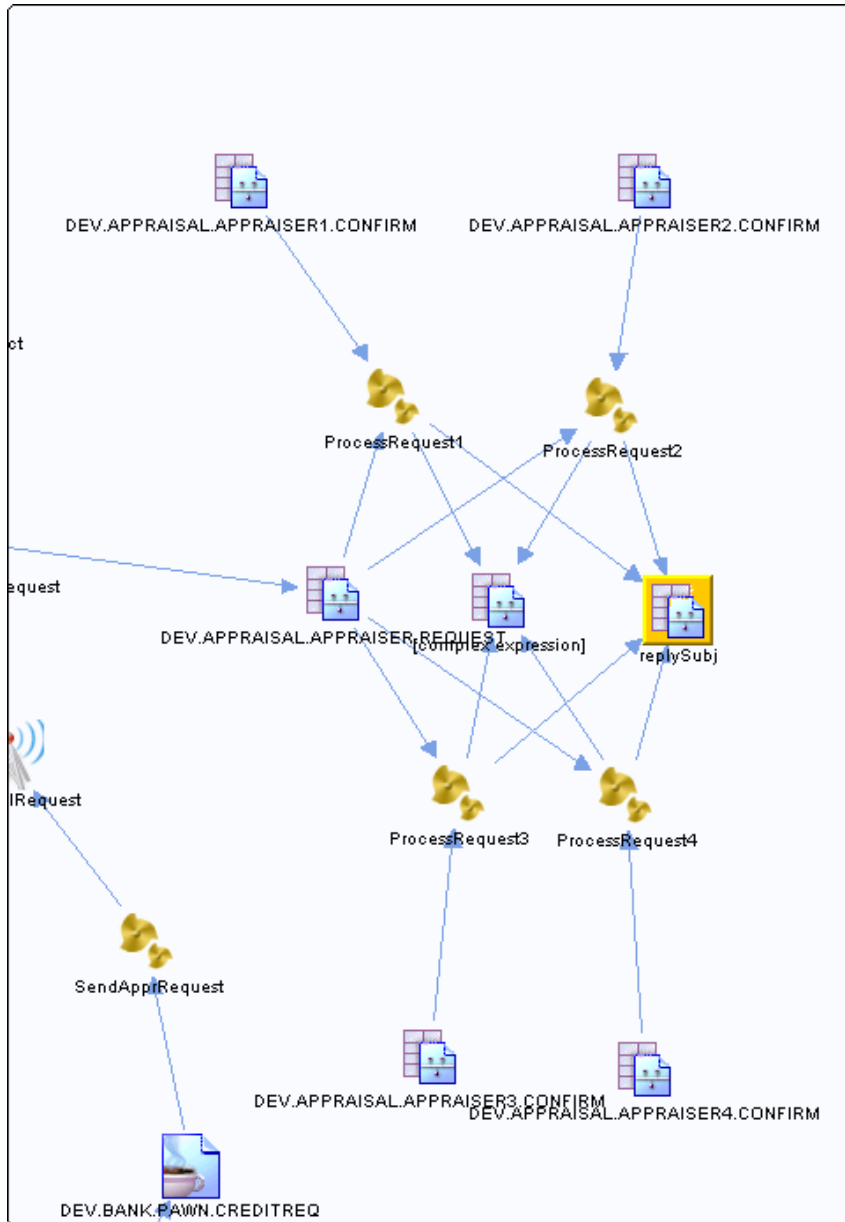 DEV.APPRAISAL.APPRAISER1.CONFIRM
DEV.APPRAISAL.APPRAISER2.CONFIRM
ct
ProcessRequest1
ProcessRequest2
equest
DEV.APPRAISAL.APPRAISER.REQUEST
[complex expression]
replySubj
lRequest
ProcessRequest3
ProcessRequest4
SendApprRequest
DEV.APPRAISAL.APPRAISER3.CONFIRM
DEV.APPRAISAL.APPRAISER4.CONFIRM
DEV.BANK.PAWN.CREDITREQ